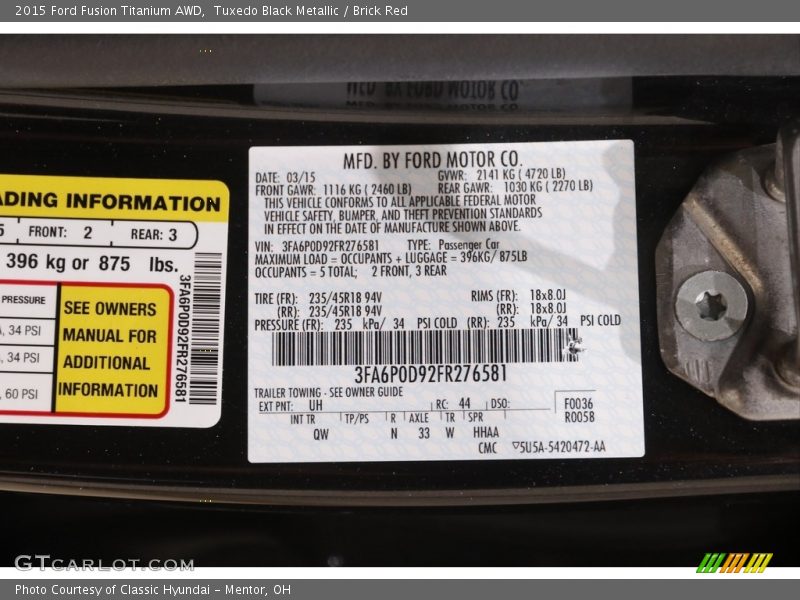 2015 Ford Fusion Titanium AWD,  Tuxedo Black Metallic / Brick Red
MFD. BY FORD MOTOR CO.
DATE: 03/15 GVWR: 2141 KG ( 4720 LB)
FRONT GAWR: 1116 KG ( 2460 LB) REAR GAWR: 1030 KG ( 2270 LB)
THIS VEHICLE CONFORMS TO ALL APPLICABLE FEDERAL MOTOR
VEHICLE SAFETY, BUMPER, AND THEFT PREVENTION STANDARDS
IN EFFECT ON THE DATE OF MANUFACTURE SHOWN ABOVE.
VIN: 3FA6P0D92FR276581 TYPE: Passenger Car
MAXIMUM LOAD = OCCUPANTS + LUGGAGE = 396KG/ 875LB
OCCUPANTS = 5 TOTAL; 2 FRONT, 3 REAR
TIRE (FR): 235/45R18 94V RIMS (FR): 18x8.0J
(RR): 235/45R18 94V (RR): 18x8.0J
PRESSURE (FR): 235 kPa/ 34 PSI COLD (RR): 235 kPa/ 34 PSI COLD
3FA6P0D92FR276581
TRAILER TOWING - SEE OWNER GUIDE
EXT PNT: UH RC: 44 DSO: F0036
R0058
INT TR TP/PS R AXLE TR SPR
QW N 33 W HHAA
CMC ▽5U5A-5420472-AA
ADING INFORMATION
5 FRONT: 2 REAR: 3
396 kg or 875 lbs.
PRESSURE
, 34 PSI
, 34 PSI
, 60 PSI
SEE OWNERS
MANUAL FOR
ADDITIONAL
INFORMATION
3FA6P0D92FR276581
GTCARLOT.COM
Photo Courtesy of Classic Hyundai - Mentor, OH